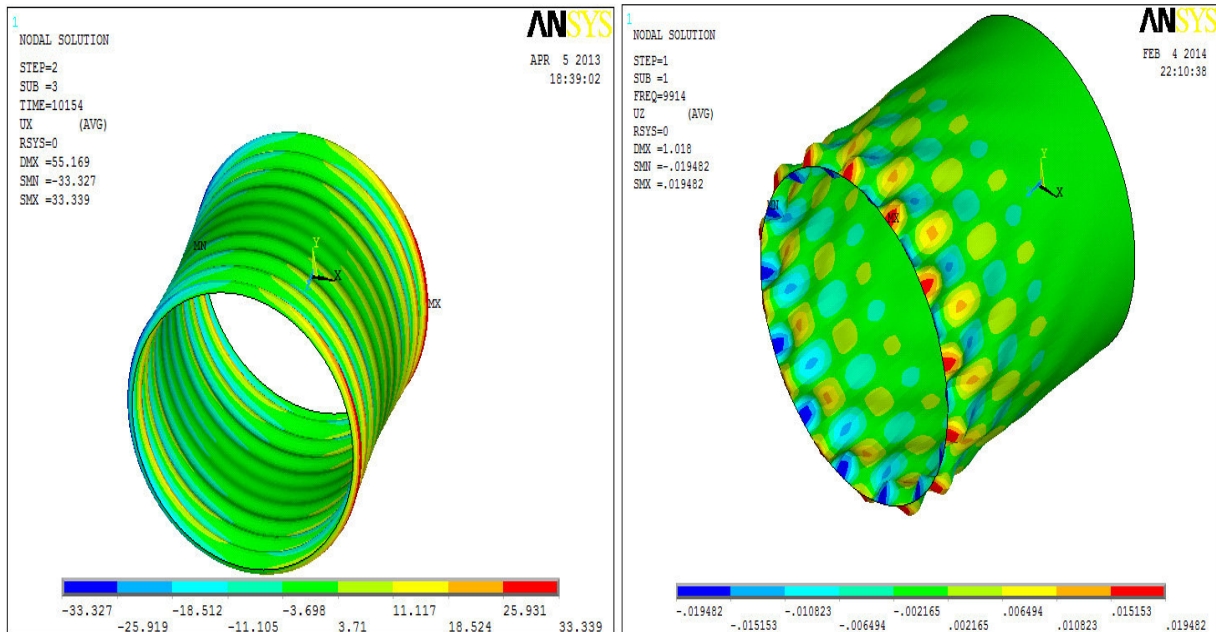 1
ANSYS
NODAL SOLUTION
APR 5 2013
18:39:02
STEP=2
SUB =3
TIME=10154
UX (AVG)
RSYS=0
DMX =55.169
SMN =-33.327
SMX =33.339
MN
Y
X
MX
-33.327 -18.512 -3.698 11.117 25.931
-25.919 -11.105 3.71 18.524 33.339
1
ANSYS
NODAL SOLUTION
FEB 4 2014
22:10:38
STEP=1
SUB =1
FREQ=9914
UZ (AVG)
RSYS=0
DMX =1.018
SMN =-.019482
SMX =.019482
Y
X
MN
MX
-.019482 -.010823 -.002165 .006494 .015153
-.015153 -.006494 .002165 .010823 .019482